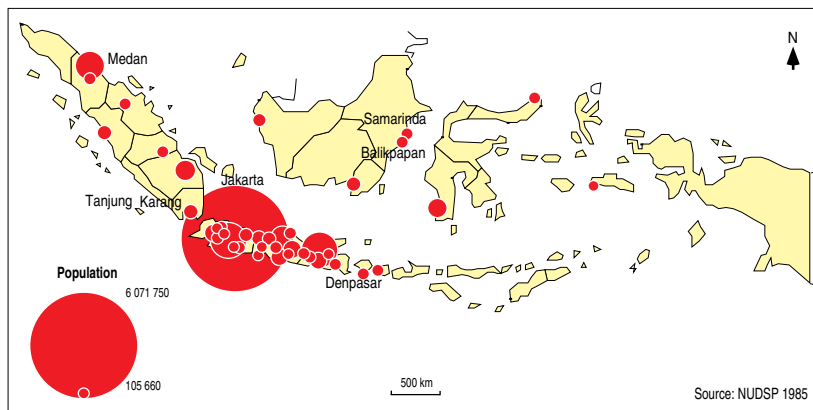 N
Medan
Samarinda
Balikpapan
Jakarta
Tanjung Karang
Denpasar
Population
6 071 750
105 660
500 km
Source: NUDSP 1985